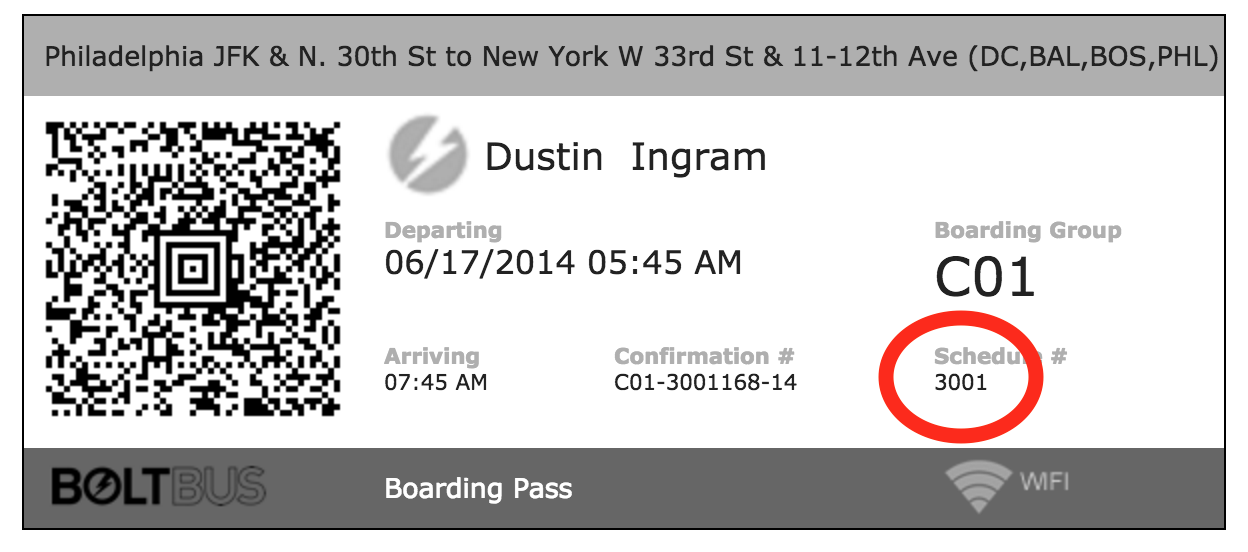 Philadelphia JFK & N. 30th St to New York W 33rd St & 11-12th Ave (DC,BAL,BOS,PHL)
Dustin Ingram
Departing
06/17/2014 05:45 AM
Boarding Group
C01
Arriving
07:45 AM
Confirmation #
C01-3001168-14
Schedule #
3001
BOLTBUS
Boarding Pass
WIFI